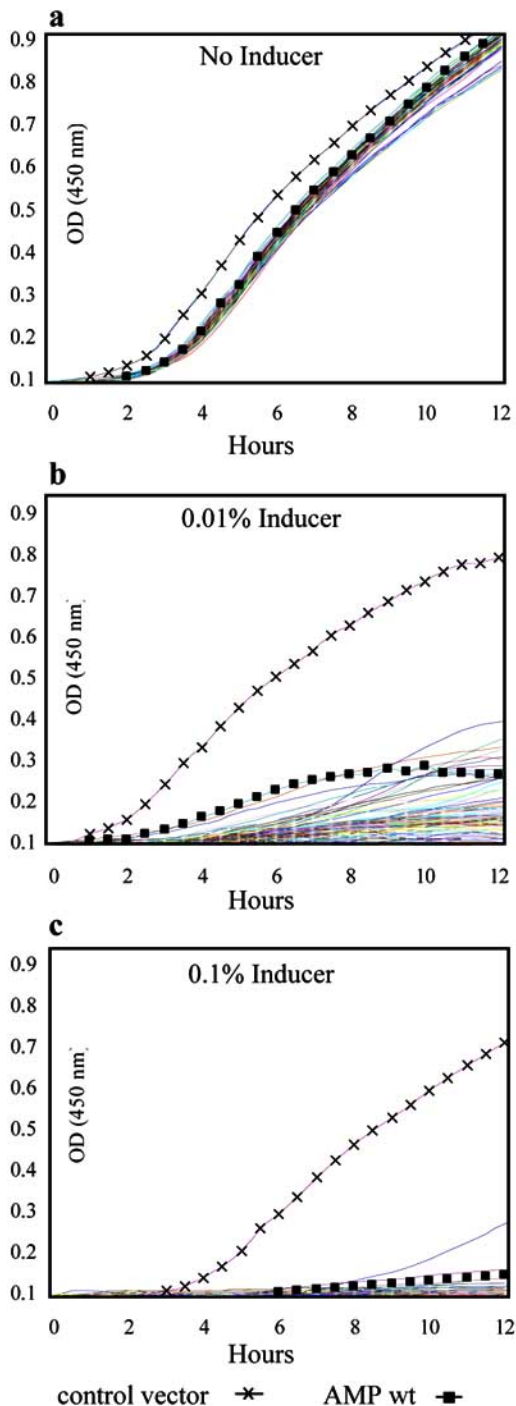 a
No Inducer
OD (450 nm)
0.9
0.8
0.7
0.6
0.5
0.4
0.3
0.2
0.1
0 2 4 6 8 10 12
Hours
b
0.01% Inducer
OD (450 nm)
0.9
0.8
0.7
0.6
0.5
0.4
0.3
0.2
0.1
0 2 4 6 8 10 12
Hours
c
0.1% Inducer
OD (450 nm)
0.9
0.8
0.7
0.6
0.5
0.4
0.3
0.2
0.1
0 2 4 6 8 10 12
Hours
control vector AMP wt